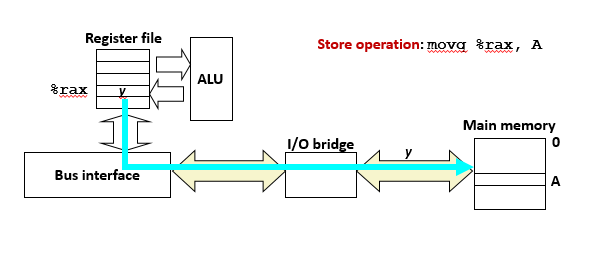 Register file
Store operation: movq %rax, A
ALU
%rax
y
Main memory
I/O bridge
0
y
Bus interface
A